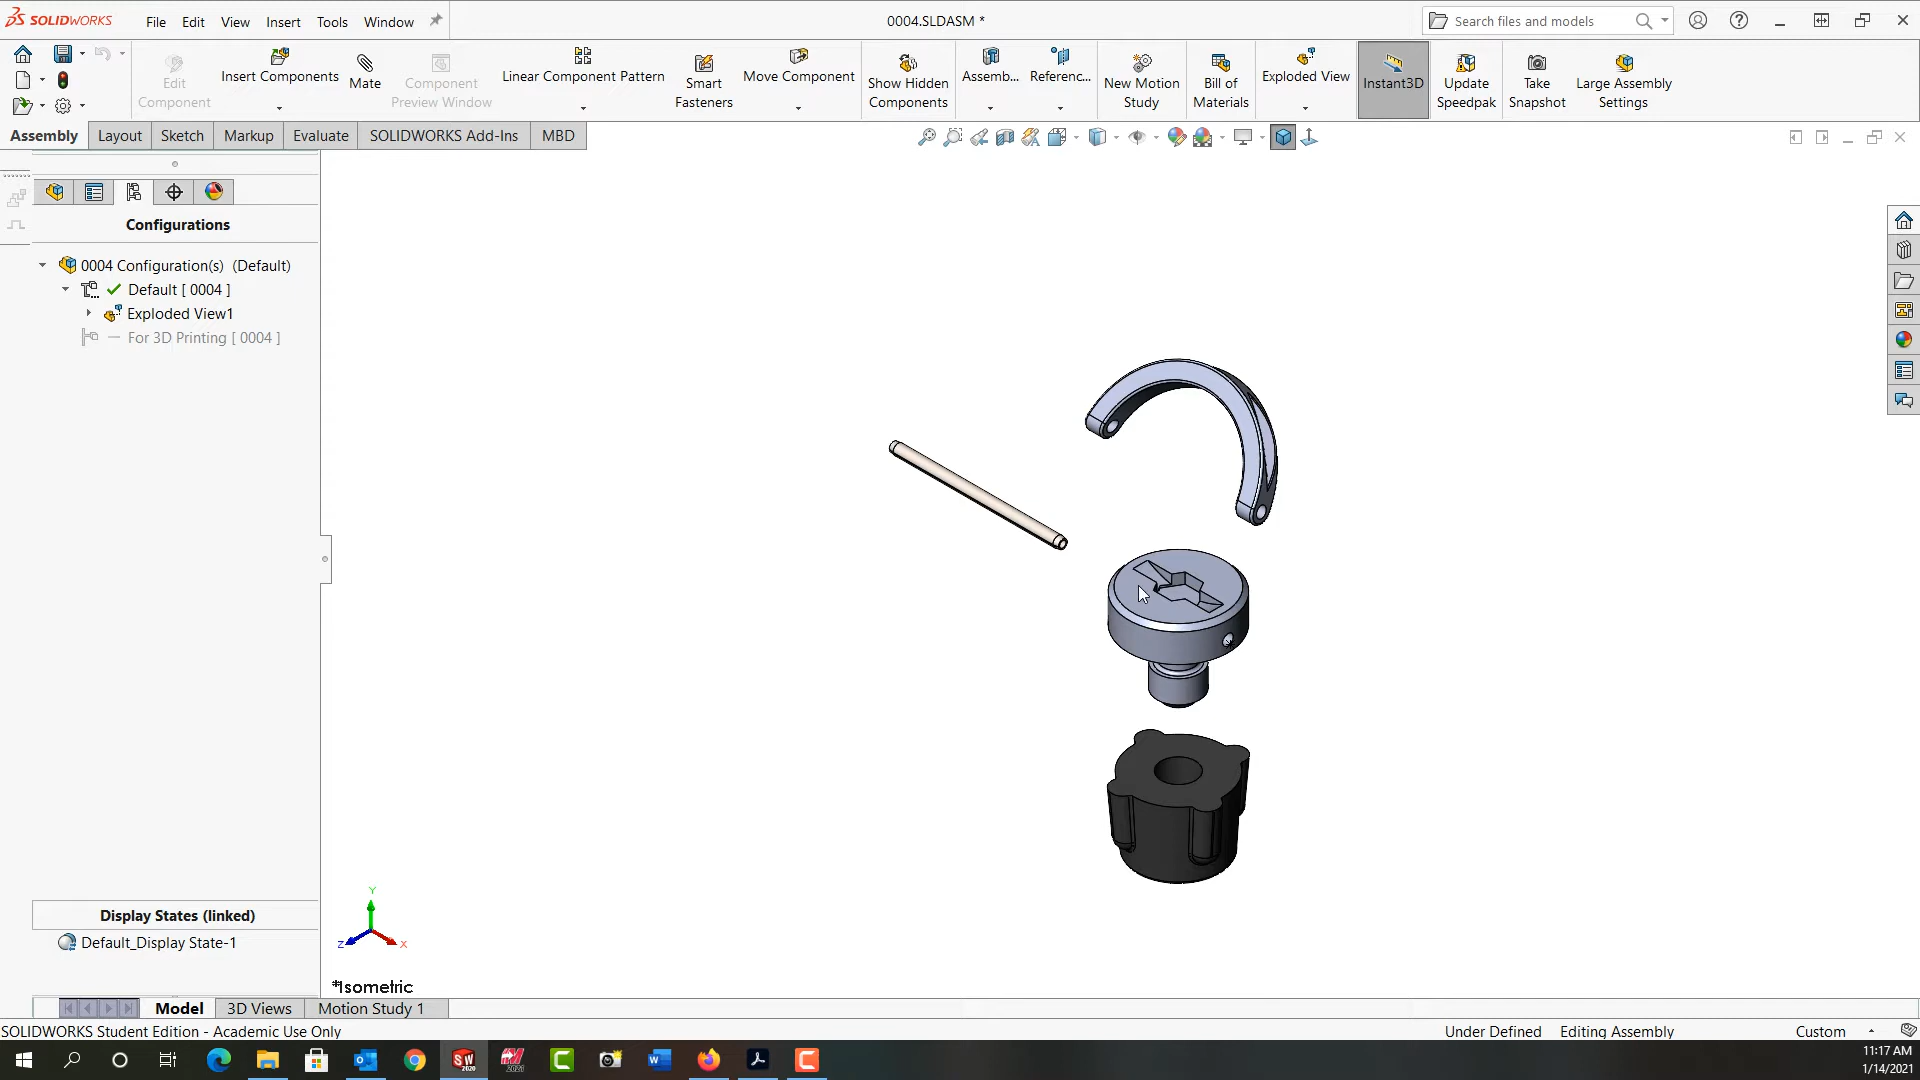 SOLIDWORKS File Edit View Insert Tools Window 0004.SLDASM * Search files and models
Edit Component
Insert Components
Mate
Component Preview Window
Linear Component Pattern
Smart Fasteners
Move Component
Show Hidden Components
Assemb...
Referenc...
New Motion Study
Bill of Materials
Exploded View
Instant3D
Update Speedpak
Take Snapshot
Large Assembly Settings
Assembly Layout Sketch Markup Evaluate SOLIDWORKS Add-Ins MBD
Configurations
0004 Configuration(s) (Default)
Default [ 0004 ]
Exploded View1
For 3D Printing [ 0004 ]
Display States (linked)
Default_Display State-1
Y
Z X
*Isometric
Model 3D Views Motion Study 1
SOLIDWORKS Student Edition - Academic Use Only Under Defined Editing Assembly Custom
11:17 AM
1/14/2021